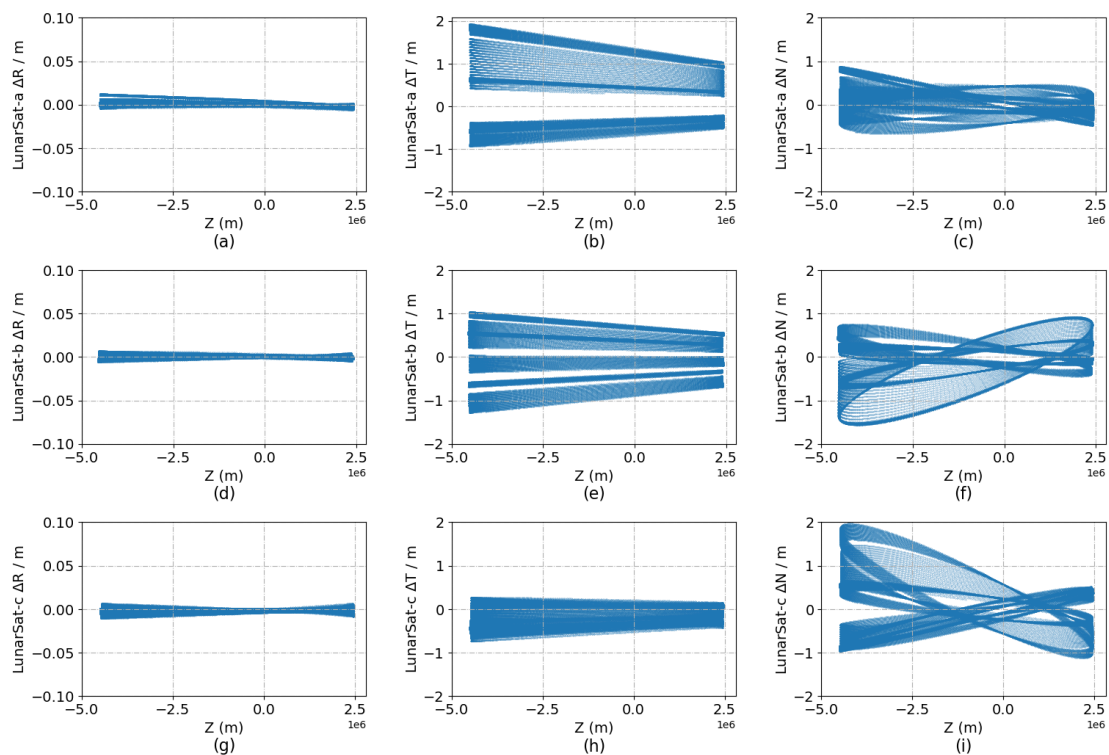 0.10
0.05
0.00
−0.05
−0.10
LunarSat-a ΔR / m
−5.0 −2.5 0.0 2.5
1e6
Z (m)
(a)
2
1
0
−1
−2
LunarSat-a ΔT / m
−5.0 −2.5 0.0 2.5
1e6
Z (m)
(b)
2
1
0
−1
−2
LunarSat-a ΔN / m
−5.0 −2.5 0.0 2.5
1e6
Z (m)
(c)
0.10
0.05
0.00
−0.05
−0.10
LunarSat-b ΔR / m
−5.0 −2.5 0.0 2.5
1e6
Z (m)
(d)
2
1
0
−1
−2
LunarSat-b ΔT / m
−5.0 −2.5 0.0 2.5
1e6
Z (m)
(e)
2
1
0
−1
−2
LunarSat-b ΔN / m
−5.0 −2.5 0.0 2.5
1e6
Z (m)
(f)
0.10
0.05
0.00
−0.05
−0.10
LunarSat-c ΔR / m
−5.0 −2.5 0.0 2.5
1e6
Z (m)
(g)
2
1
0
−1
−2
LunarSat-c ΔT / m
−5.0 −2.5 0.0 2.5
1e6
Z (m)
(h)
2
1
0
−1
−2
LunarSat-c ΔN / m
−5.0 −2.5 0.0 2.5
1e6
Z (m)
(i)